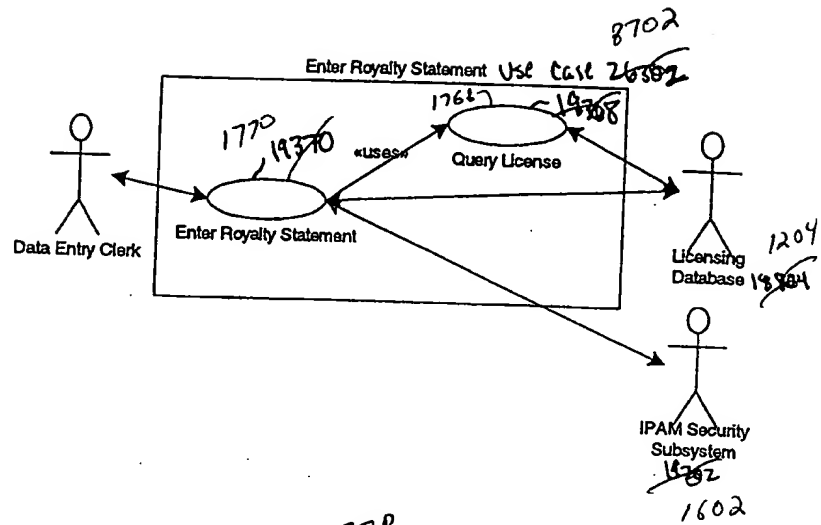 8702
Enter Royalty Statement Use Case
1768
1770
19370
«uses»
Query License
Data Entry Clerk
Enter Royalty Statement
Licensing
Database
1204
IPAM Security
Subsystem
1602